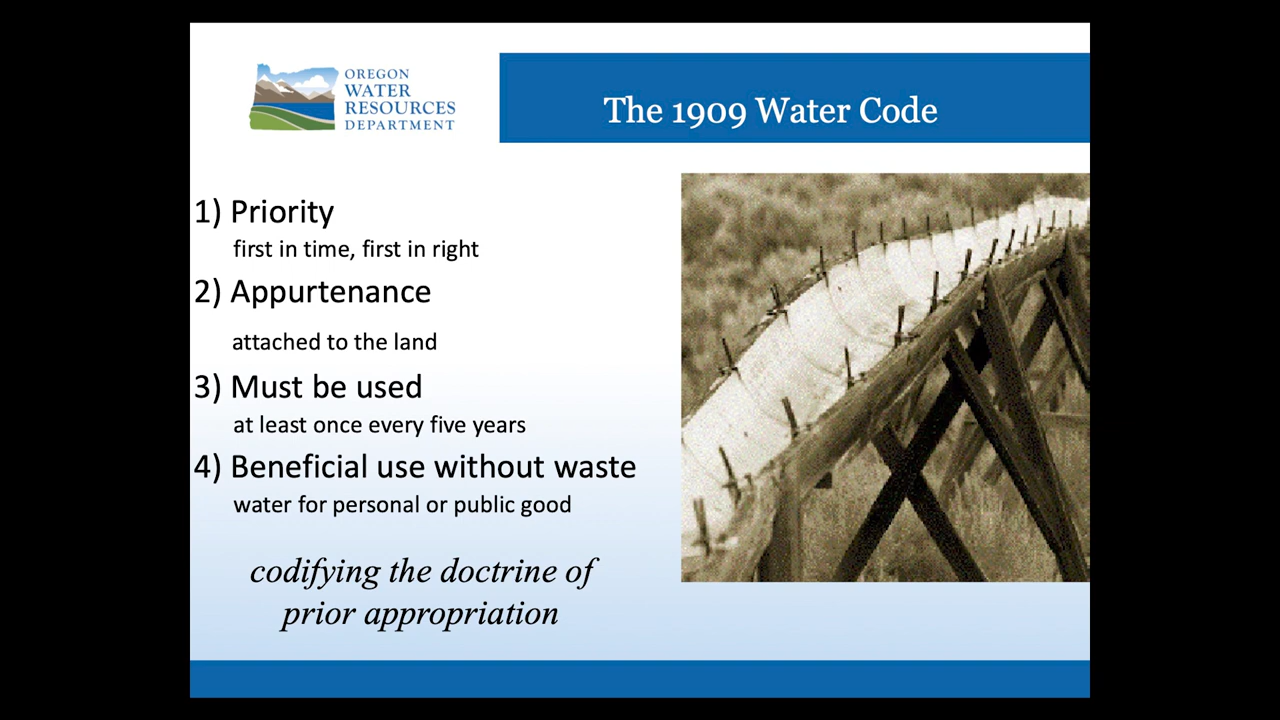 OREGON
WATER
RESOURCES
DEPARTMENT
The 1909 Water Code
1) Priority
first in time, first in right
2) Appurtenance
attached to the land
3) Must be used
at least once every five years
4) Beneficial use without waste
water for personal or public good
codifying the doctrine of
prior appropriation